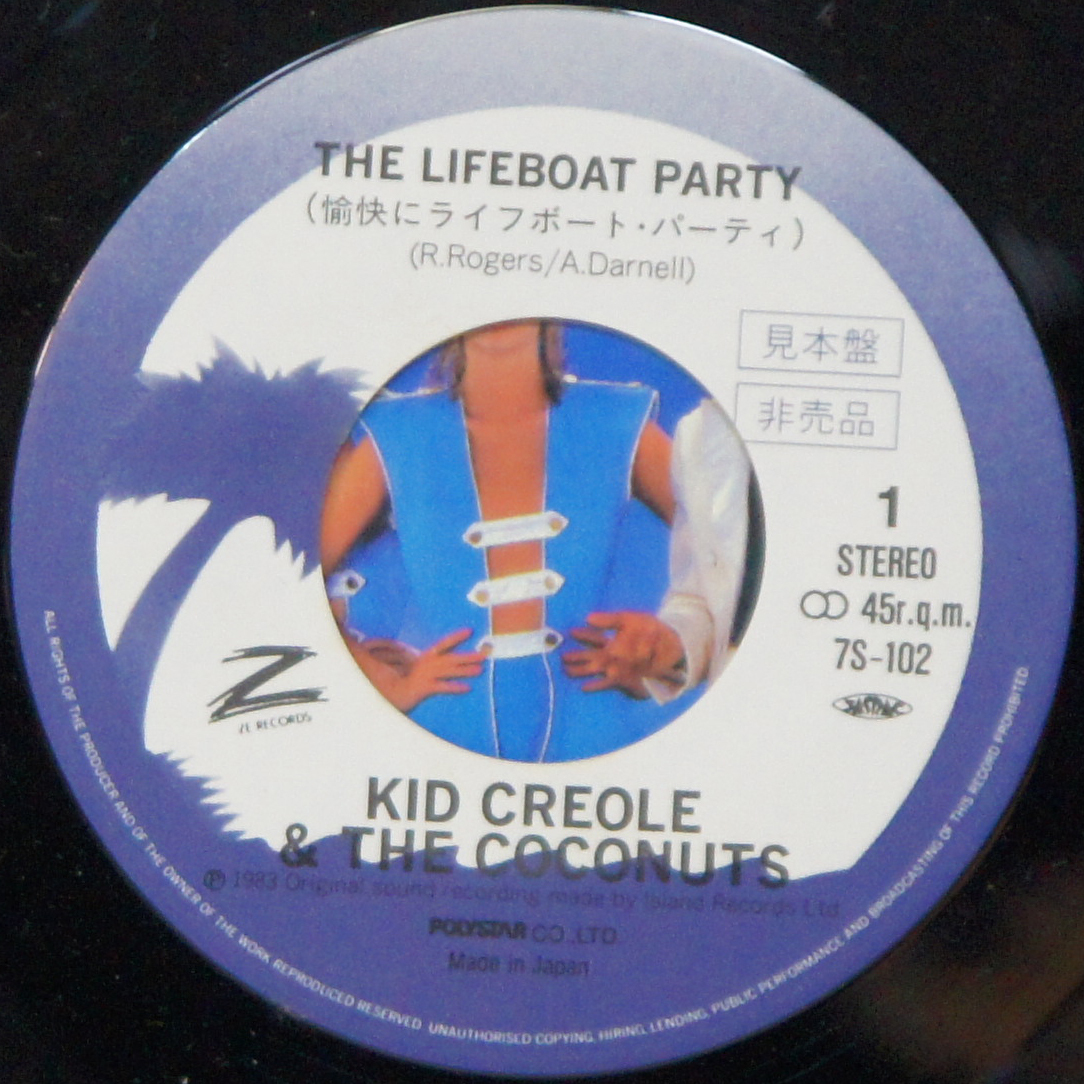 THE LIFEBOAT PARTY
(愉快にライフボート・パーティ)
(R.Rogers/A.Darnell)
見本盤
非売品
1
STEREO
45r.q.m.
7S-102
JASRAC
Z
ZE RECORDS
KID CREOLE
& THE COCONUTS
Ⓟ 1983 Original sound recording made by Island Records Ltd.
POLYSTAR CO.,LTD
Made in Japan
ALL RIGHTS OF THE PRODUCER AND OF THE OWNER OF THE WORK REPRODUCED RESERVED. UNAUTHORISED COPYING, HIRING, LENDING, PUBLIC PERFORMANCE AND BROADCASTING OF THIS RECORD PROHIBITED